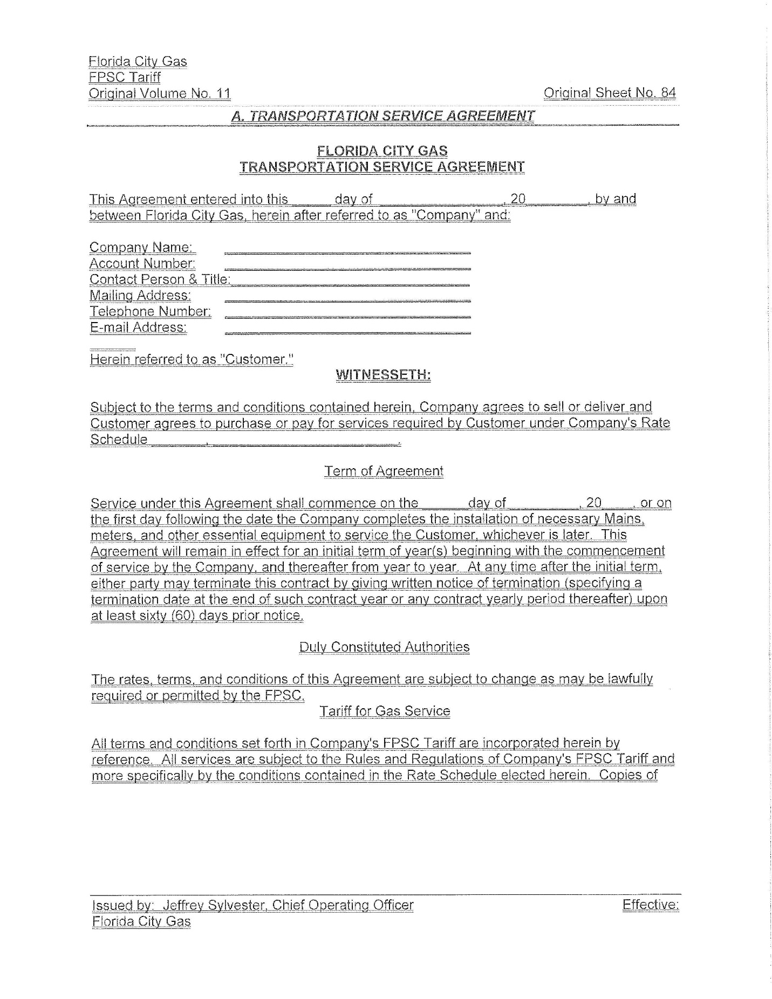 Florida City Gas
FPSC Tariff
Original Volume No. 11 Original Sheet No. 84
A. TRANSPORTATION SERVICE AGREEMENT
FLORIDA CITY GAS
TRANSPORTATION SERVICE AGREEMENT
This Agreement entered into this _____ day of ________________, 20________, by and
between Florida City Gas, herein after referred to as "Company" and:
Company Name: ________________________________
Account Number: ________________________________
Contact Person & Title: ________________________________
Mailing Address: ________________________________
Telephone Number: ________________________________
E-mail Address: ________________________________
______
Herein referred to as "Customer."
WITNESSETH:
Subject to the terms and conditions contained herein, Company agrees to sell or deliver and
Customer agrees to purchase or pay for services required by Customer under Company's Rate
Schedule _______, ________________________.
Term of Agreement
Service under this Agreement shall commence on the ______ day of _________, 20____, or on
the first day following the date the Company completes the installation of necessary Mains,
meters, and other essential equipment to service the Customer, whichever is later. This
Agreement will remain in effect for an initial term of year(s) beginning with the commencement
of service by the Company, and thereafter from year to year. At any time after the initial term,
either party may terminate this contract by giving written notice of termination (specifying a
termination date at the end of such contract year or any contract yearly period thereafter) upon
at least sixty (60) days prior notice.
Duly Constituted Authorities
The rates, terms, and conditions of this Agreement are subject to change as may be lawfully
required or permitted by the FPSC.
Tariff for Gas Service
All terms and conditions set forth in Company's FPSC Tariff are incorporated herein by
reference. All services are subject to the Rules and Regulations of Company's FPSC Tariff and
more specifically by the conditions contained in the Rate Schedule elected herein. Copies of
Issued by: Jeffrey Sylvester, Chief Operating Officer Effective:
Florida City Gas